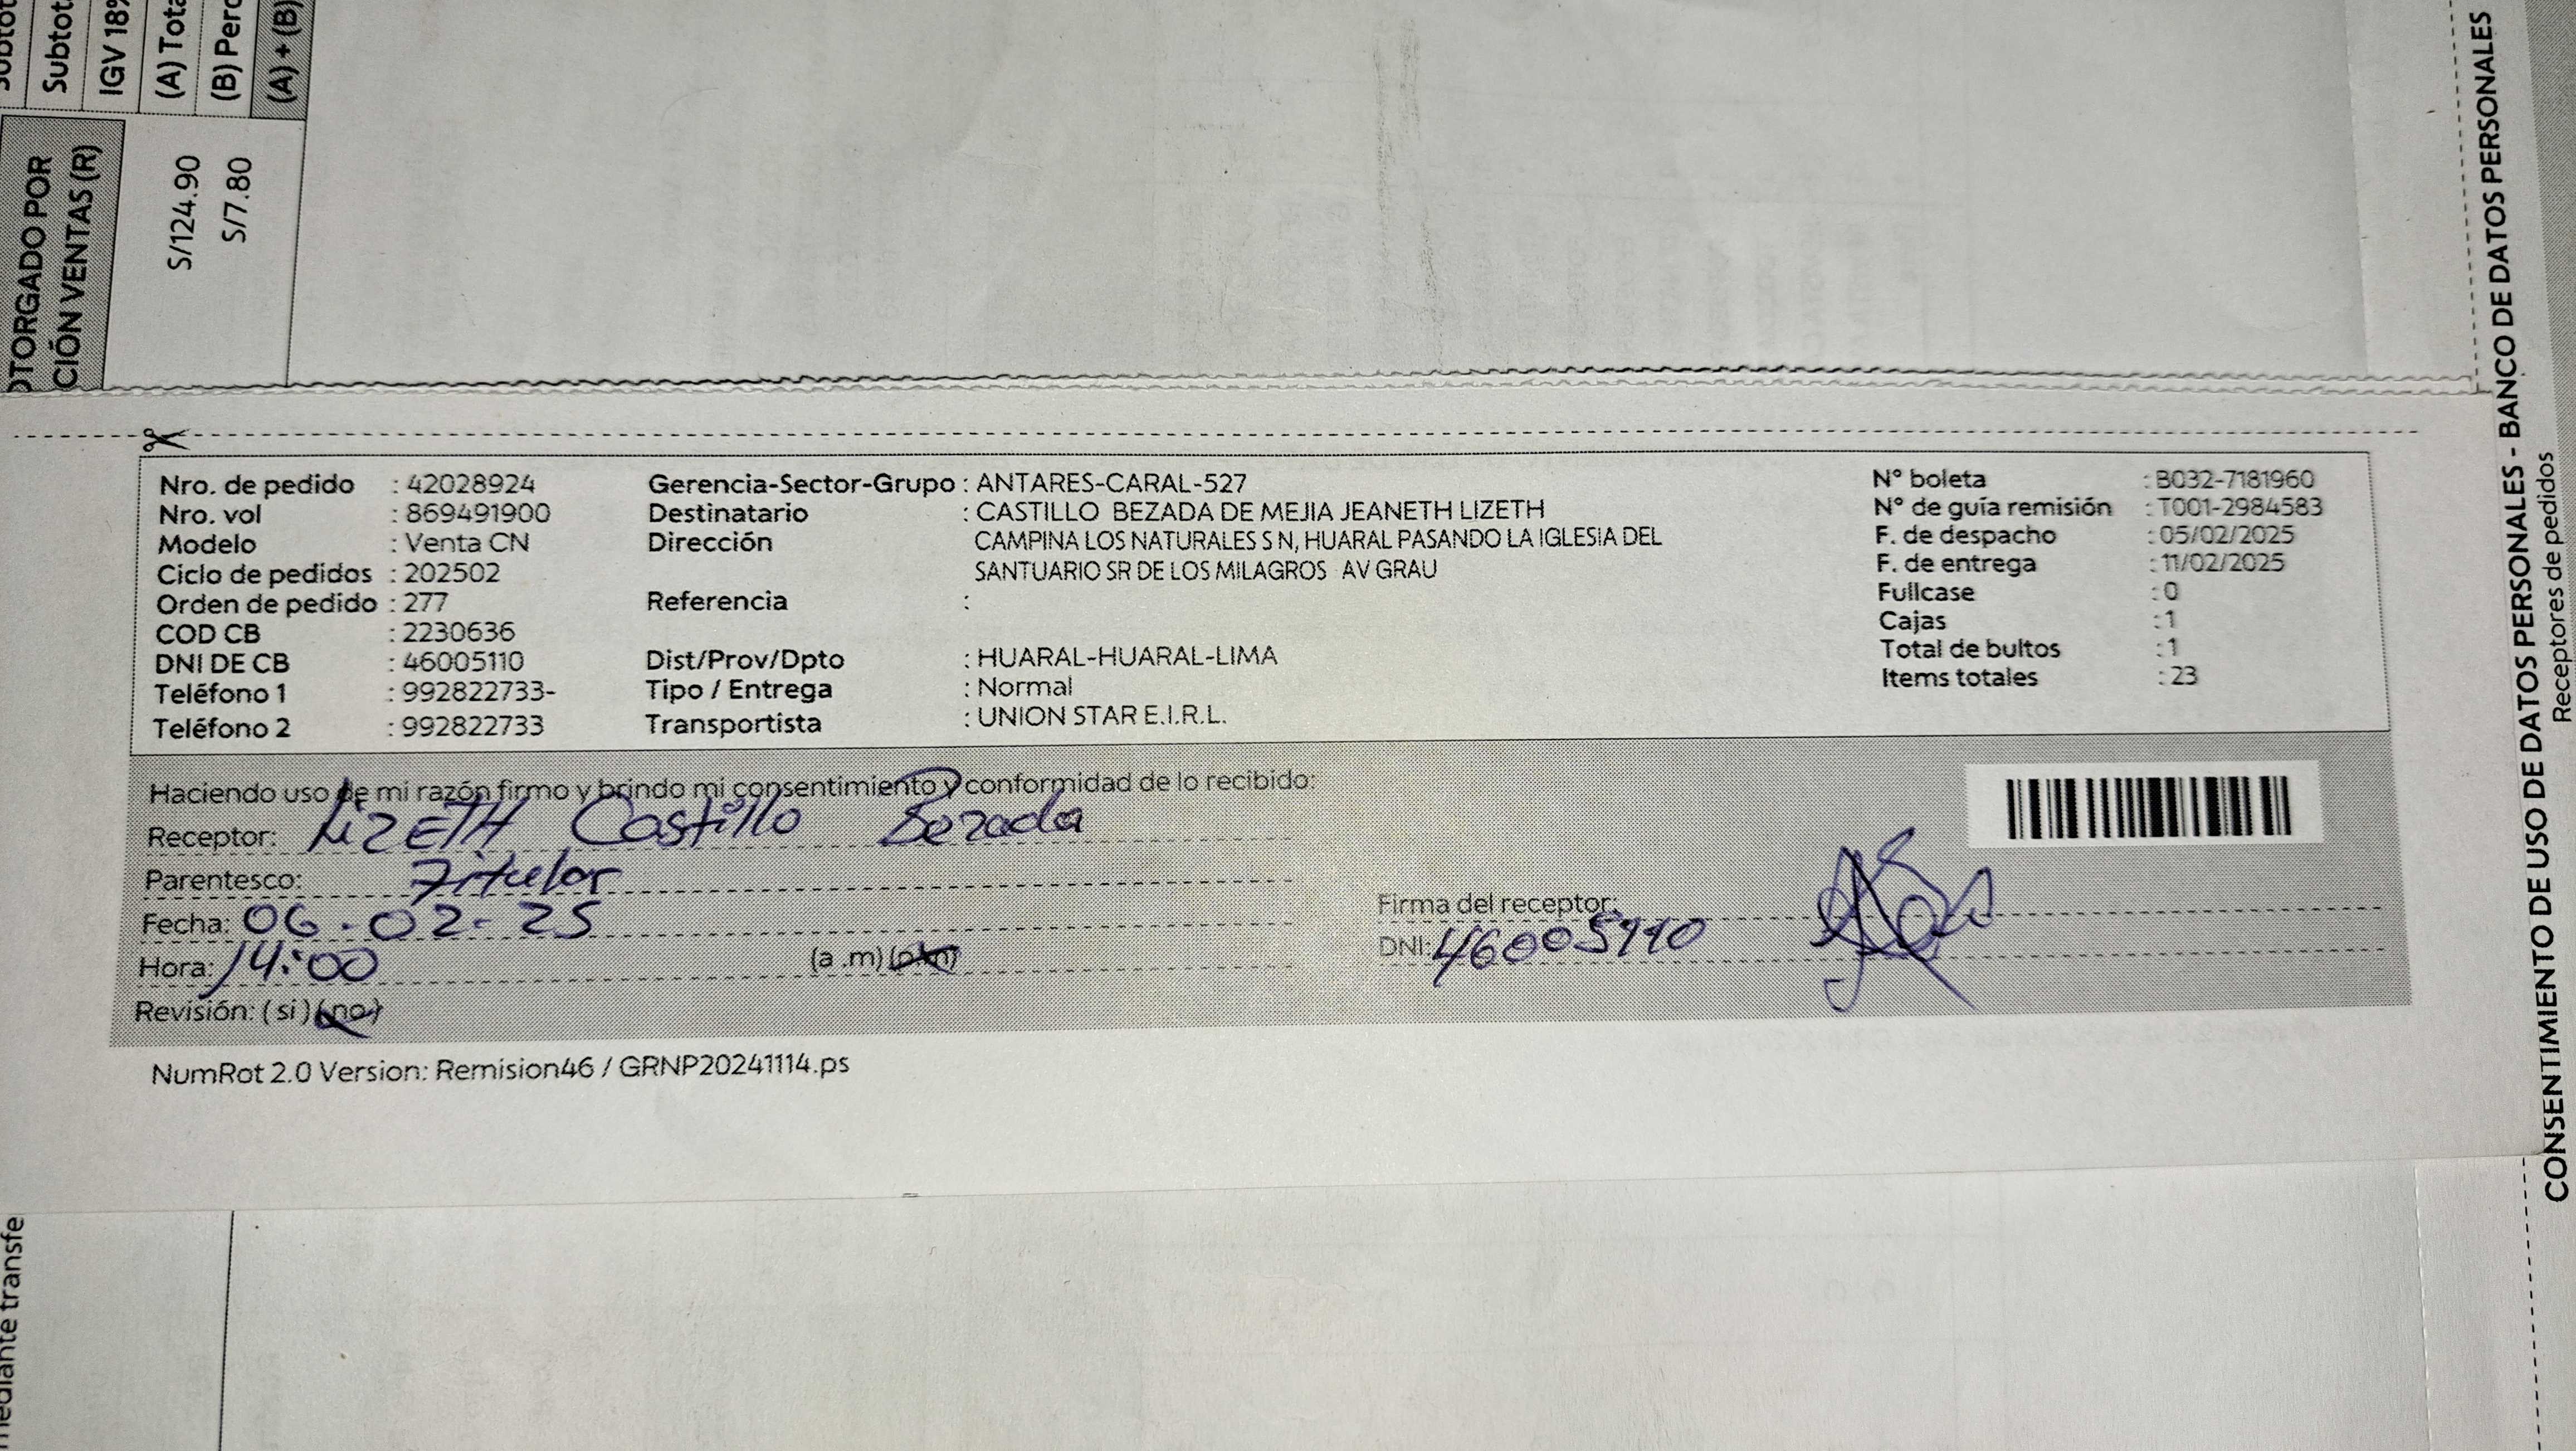 Subtot
Subtot
IGV 18%
(A) Tota
(B) Perc
(A) + (B)
OTORGADO POR
CIÓN VENTAS (R)
S/124.90
S/7.80
Nro. de pedido : 42028924
Nro. vol : 869491900
Modelo : Venta CN
Ciclo de pedidos : 202502
Orden de pedido : 277
COD CB : 2230636
DNI DE CB : 46005110
Teléfono 1 : 992822733-
Teléfono 2 : 992822733
Gerencia-Sector-Grupo : ANTARES-CARAL-527
Destinatario : CASTILLO BEZADA DE MEJIA JEANETH LIZETH
Dirección CAMPINA LOS NATURALES S N, HUARAL PASANDO LA IGLESIA DEL
SANTUARIO SR DE LOS MILAGROS AV GRAU
Referencia :
Dist/Prov/Dpto : HUARAL-HUARAL-LIMA
Tipo / Entrega : Normal
Transportista : UNION STAR E.I.R.L.
N° boleta : B032-7181960
N° de guía remisión : T001-2984583
F. de despacho : 05/02/2025
F. de entrega : 11/02/2025
Fullcase : 0
Cajas : 1
Total de bultos : 1
Items totales : 23
Haciendo uso de mi razón firmo y brindo mi consentimiento y conformidad de lo recibido:
Receptor: LizETH Castillo Bezada
Parentesco: Titular
Fecha: 06-02-25
Hora: 14:00 (a .m) (p.m)
Revisión: ( si ) ( no )
Firma del receptor:
DNI: 46005110
NumRot 2.0 Version: Remision46 / GRNP20241114.ps
CONSENTIMIENTO DE USO DE DATOS PERSONALES - BANCO DE DATOS PERSONALES
Receptores de pedidos
mediante transfe